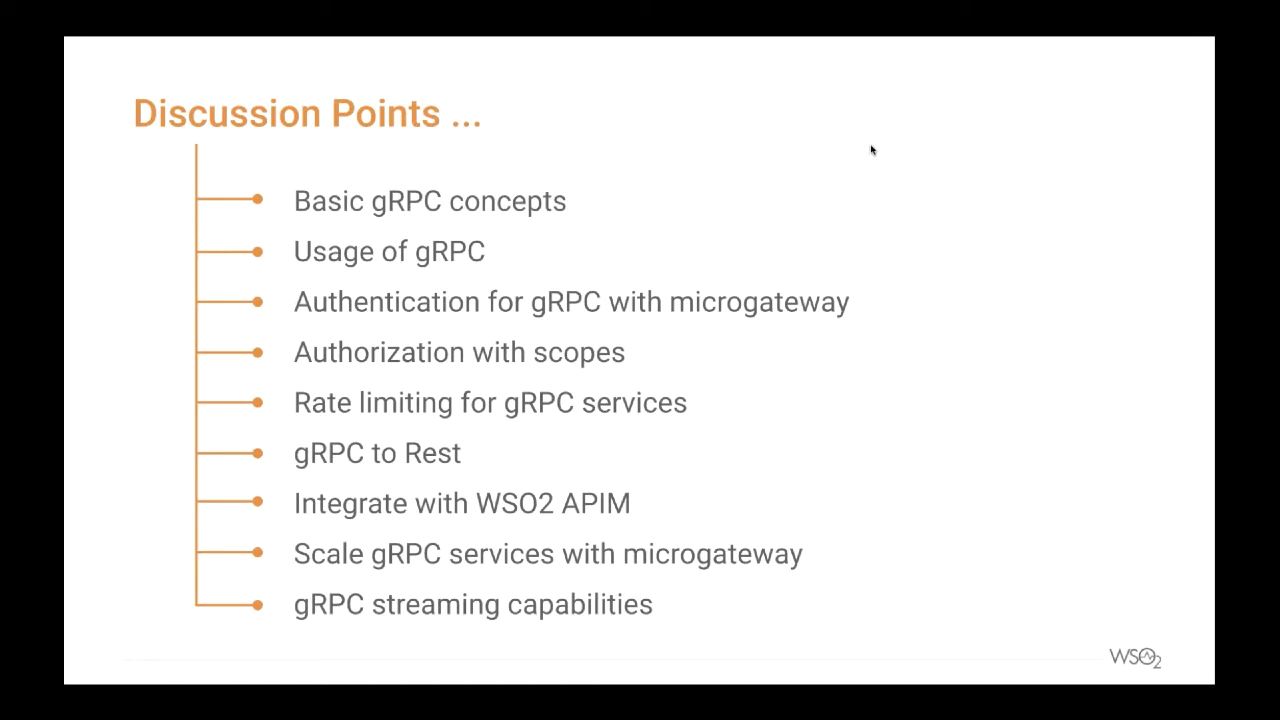 Discussion Points ...
Basic gRPC concepts
Usage of gRPC
Authentication for gRPC with microgateway
Authorization with scopes
Rate limiting for gRPC services
gRPC to Rest
Integrate with WSO2 APIM
Scale gRPC services with microgateway
gRPC streaming capabilities
WSO2